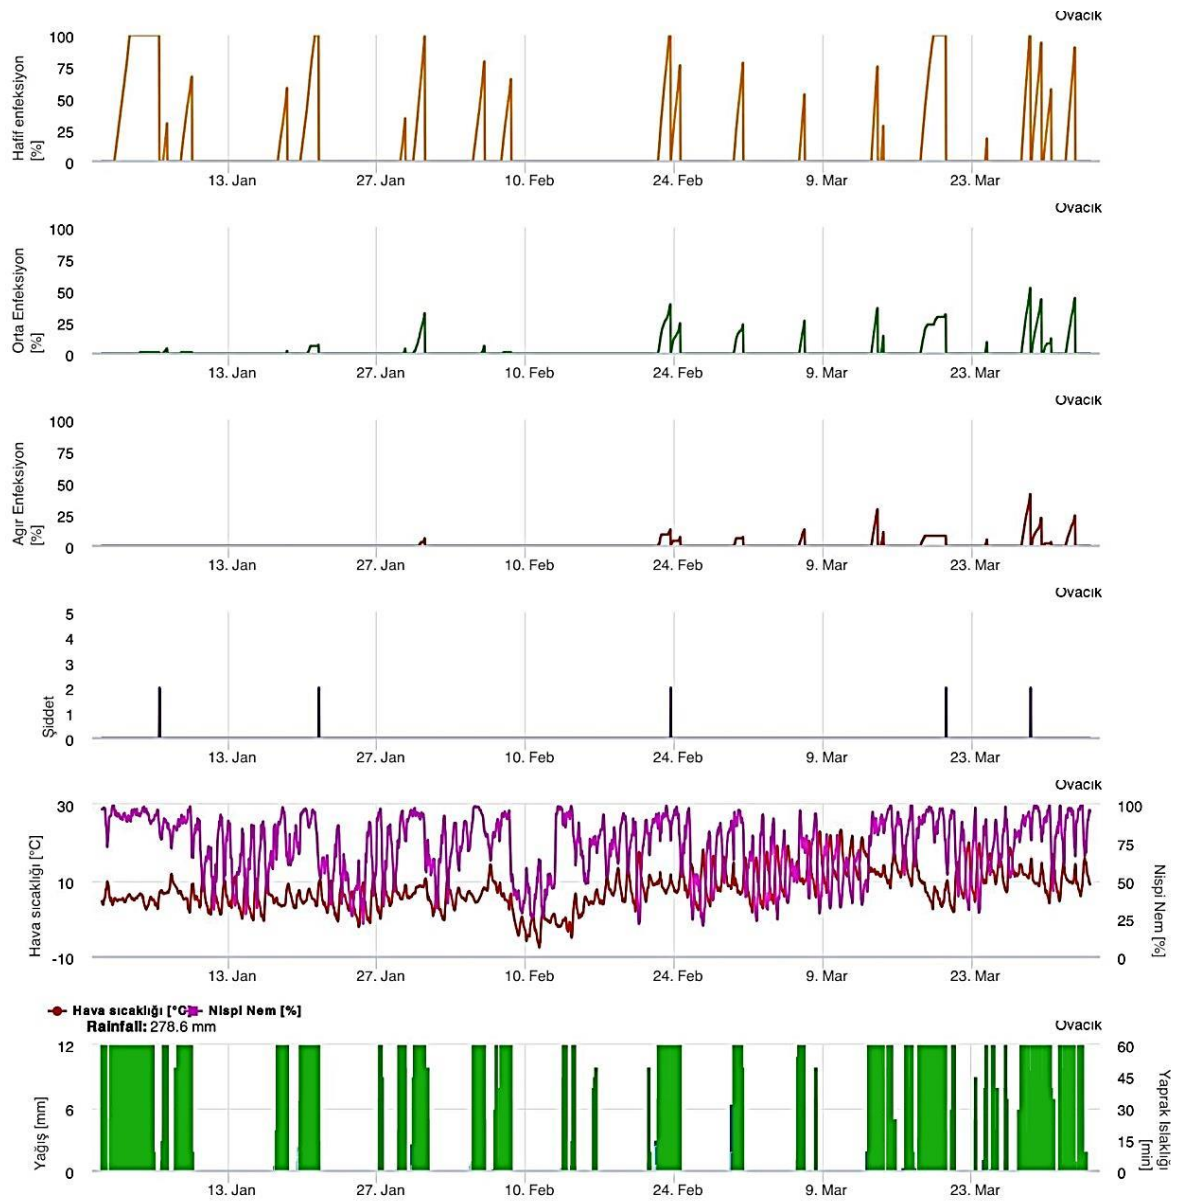 Ovacık
Hafif enfeksiyon
[%]
100
75
50
25
0
13. Jan 27. Jan 10. Feb 24. Feb 9. Mar 23. Mar
Ovacık
Orta Enfeksiyon
[%]
100
75
50
25
0
13. Jan 27. Jan 10. Feb 24. Feb 9. Mar 23. Mar
Ovacık
Agır Enfeksiyon
[%]
100
75
50
25
0
13. Jan 27. Jan 10. Feb 24. Feb 9. Mar 23. Mar
Ovacık
Şiddet
5
4
3
2
1
0
13. Jan 27. Jan 10. Feb 24. Feb 9. Mar 23. Mar
Ovacık
Hava sıcaklığı [°C]
30
10
-10
100
75
50
25
0
Nispi Nem [%]
13. Jan 27. Jan 10. Feb 24. Feb 9. Mar 23. Mar
Hava sıcaklığı [°C] Nispi Nem [%]
Rainfall: 278.6 mm
Ovacık
Yağış [mm]
12
6
0
60
45
30
15
0
Yaprak Islaklığı
[min]
13. Jan 27. Jan 10. Feb 24. Feb 9. Mar 23. Mar